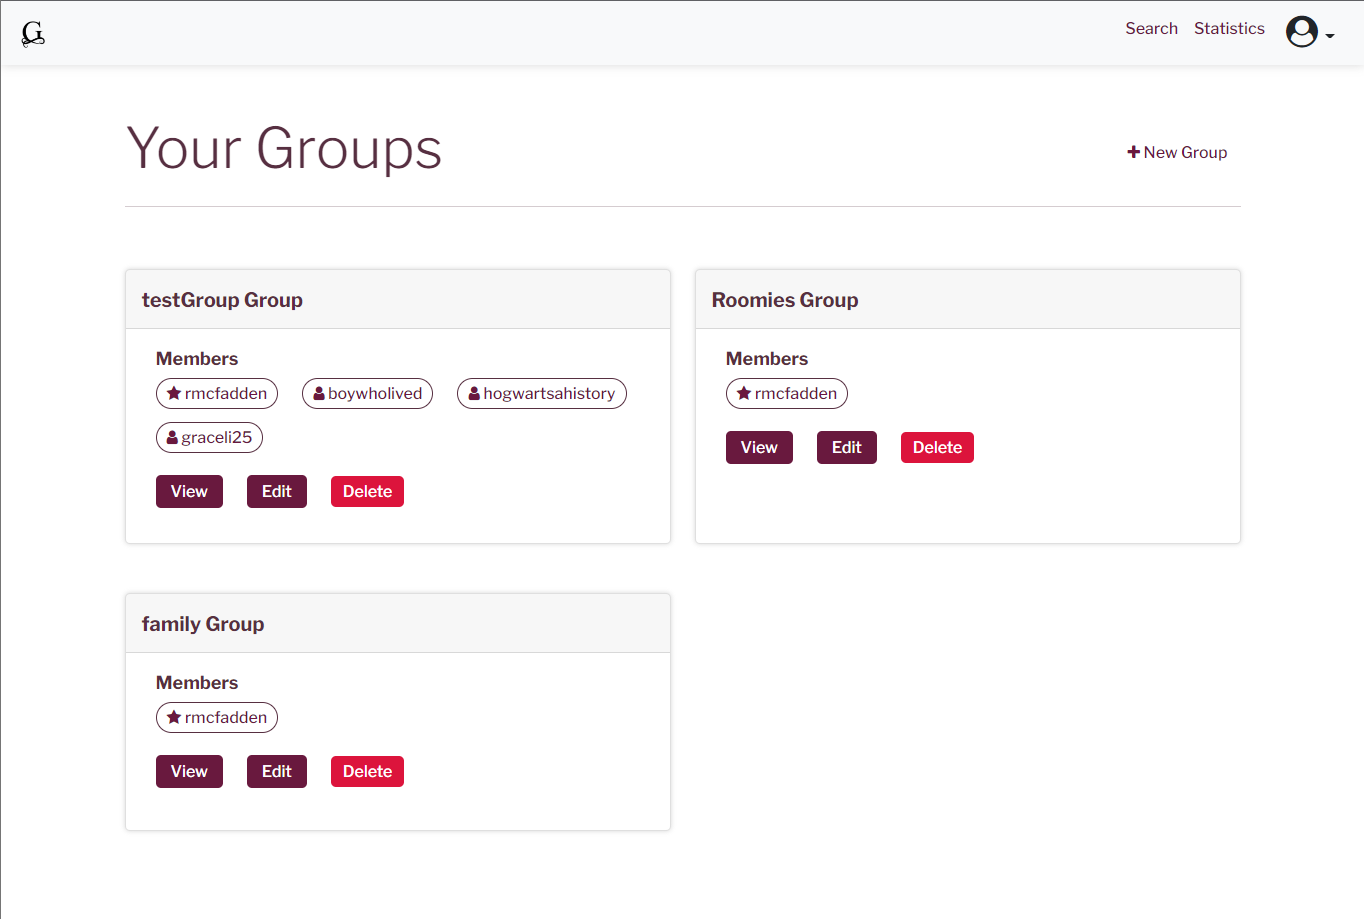 G
Search Statistics
Your Groups
New Group
testGroup Group
Members
rmcfadden boywholived hogwartsahistory
graceli25
View Edit Delete
Roomies Group
Members
rmcfadden
View Edit Delete
family Group
Members
rmcfadden
View Edit Delete